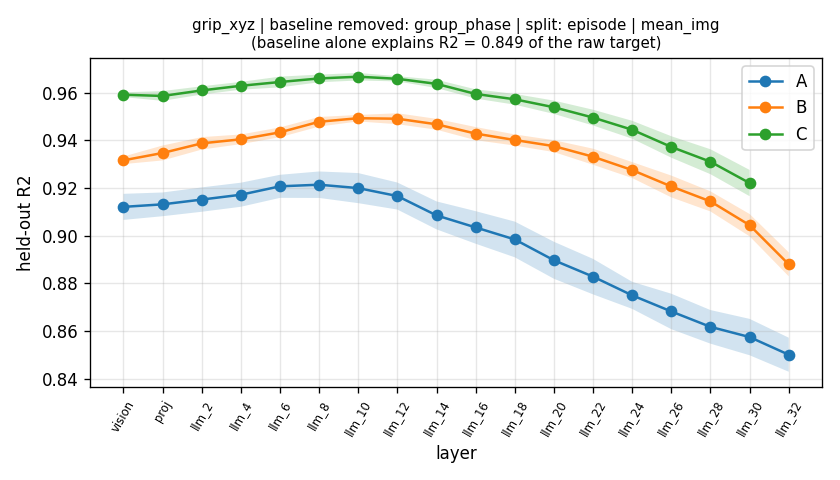 grip_xyz | baseline removed: group_phase | split: episode | mean_img
(baseline alone explains R2 = 0.849 of the raw target)
A
B
C
held-out R2
0.96
0.94
0.92
0.90
0.88
0.86
0.84
vision
proj
llm_2
llm_4
llm_6
llm_8
llm_10
llm_12
llm_14
llm_16
llm_18
llm_20
llm_22
llm_24
llm_26
llm_28
llm_30
llm_32
layer